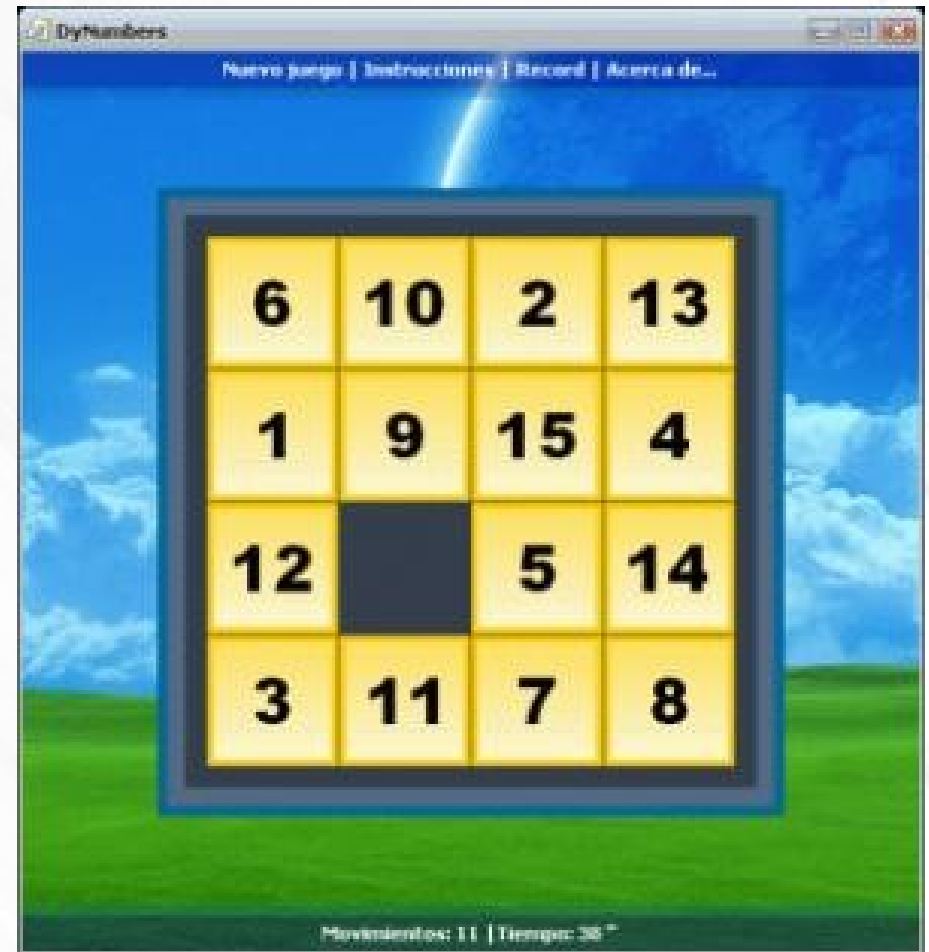 DyNumbers
Nuevo juego | Instrucciones | Record | Acerca de...
6 10 2 13
1 9 15 4
12 5 14
3 11 7 8
Movimientos: 11 | Tiempo: 38 "